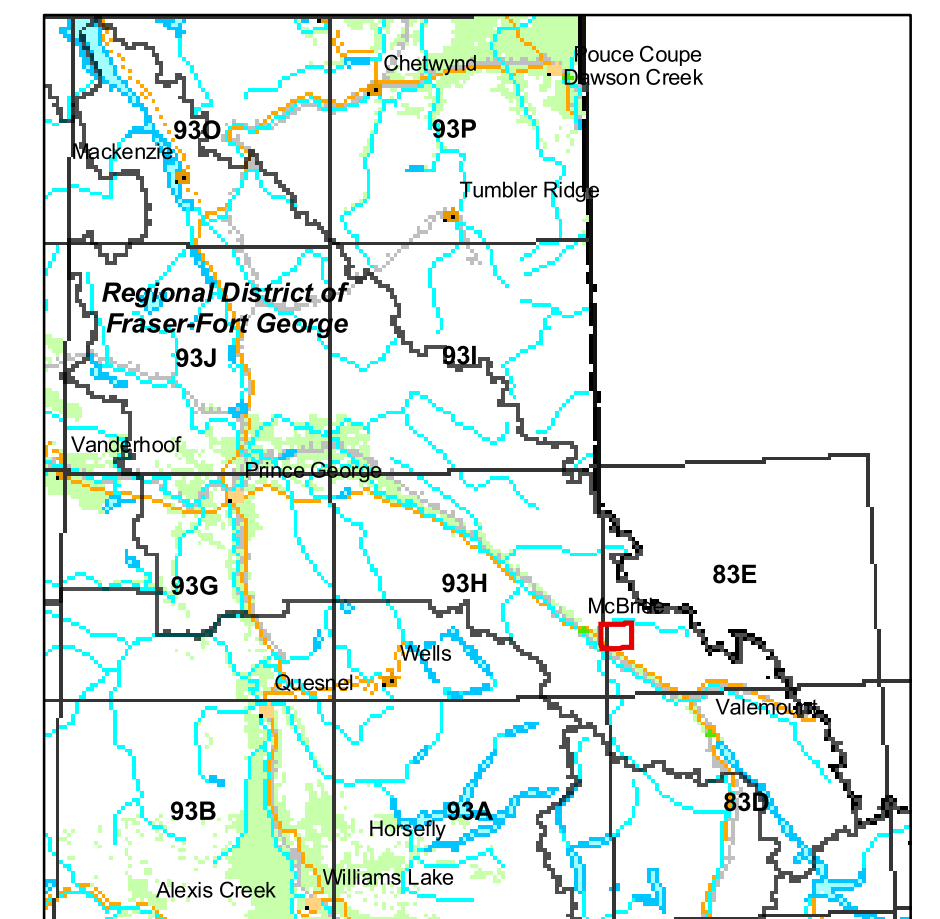 Chetwynd
Pouce Coupe
Dawson Creek
93O
93P
Mackenzie
Tumbler Ridge
Regional District of
Fraser-Fort George
93J
93I
Vanderhoof
Prince George
93G
93H
83E
McBride
Wells
Quesnel
Valemount
93B
93A
83D
Horsefly
Williams Lake
Alexis Creek